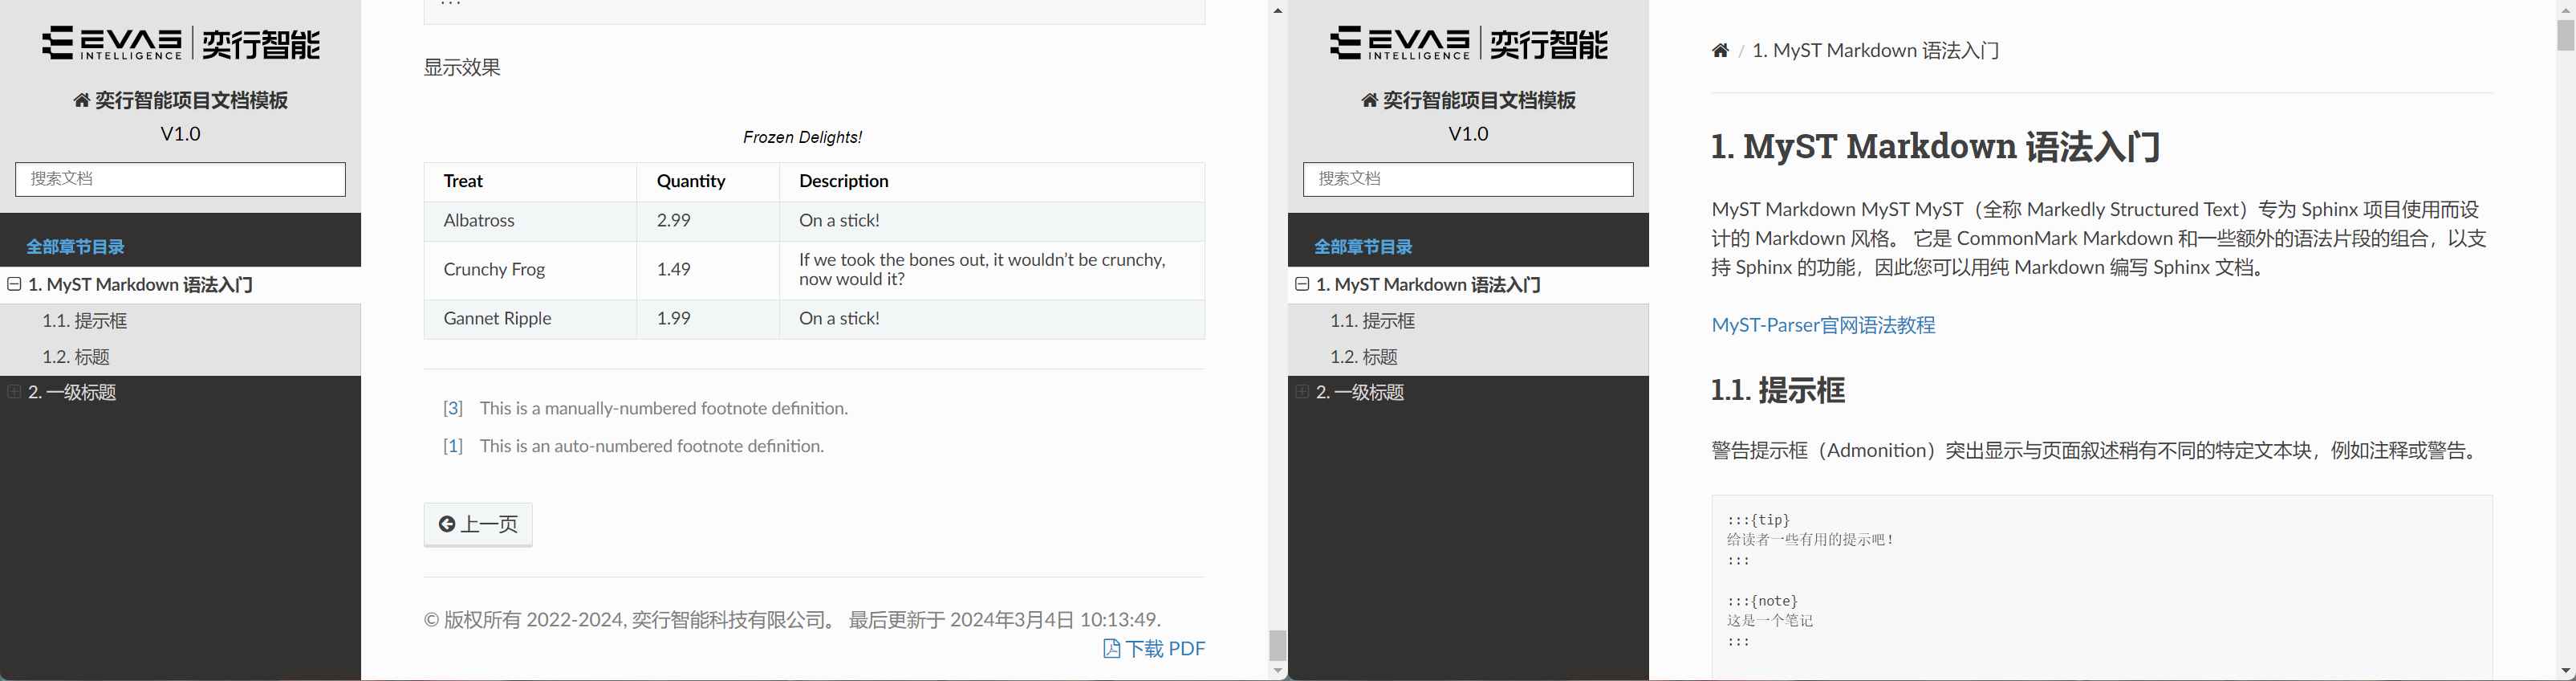 EVAS INTELLIGENCE 奕行智能
奕行智能项目文档模板
V1.0
搜索文档
全部章节目录
1. MyST Markdown 语法入门
1.1. 提示框
1.2. 标题
2. 一级标题
:::
显示效果
Frozen Delights!
Treat Quantity Description
Albatross 2.99 On a stick!
Crunchy Frog 1.49 If we took the bones out, it wouldn't be crunchy,
now would it?
Gannet Ripple 1.99 On a stick!
[3] This is a manually-numbered footnote definition.
[1] This is an auto-numbered footnote definition.
上一页
© 版权所有 2022-2024, 奕行智能科技有限公司。 最后更新于 2024年3月4日 10:13:49.
下载 PDF
EVAS INTELLIGENCE 奕行智能
奕行智能项目文档模板
V1.0
搜索文档
全部章节目录
1. MyST Markdown 语法入门
1.1. 提示框
1.2. 标题
2. 一级标题
/ 1. MyST Markdown 语法入门
1. MyST Markdown 语法入门
MyST Markdown MyST MyST（全称 Markedly Structured Text）专为 Sphinx 项目使用而设
计的 Markdown 风格。 它是 CommonMark Markdown 和一些额外的语法片段的组合，以支
持 Sphinx 的功能，因此您可以用纯 Markdown 编写 Sphinx 文档。
MyST-Parser官网语法教程
1.1. 提示框
警告提示框（Admonition）突出显示与页面叙述稍有不同的特定文本块，例如注释或警告。
:::{tip}
给读者一些有用的提示吧！
:::
:::{note}
这是一个笔记
:::